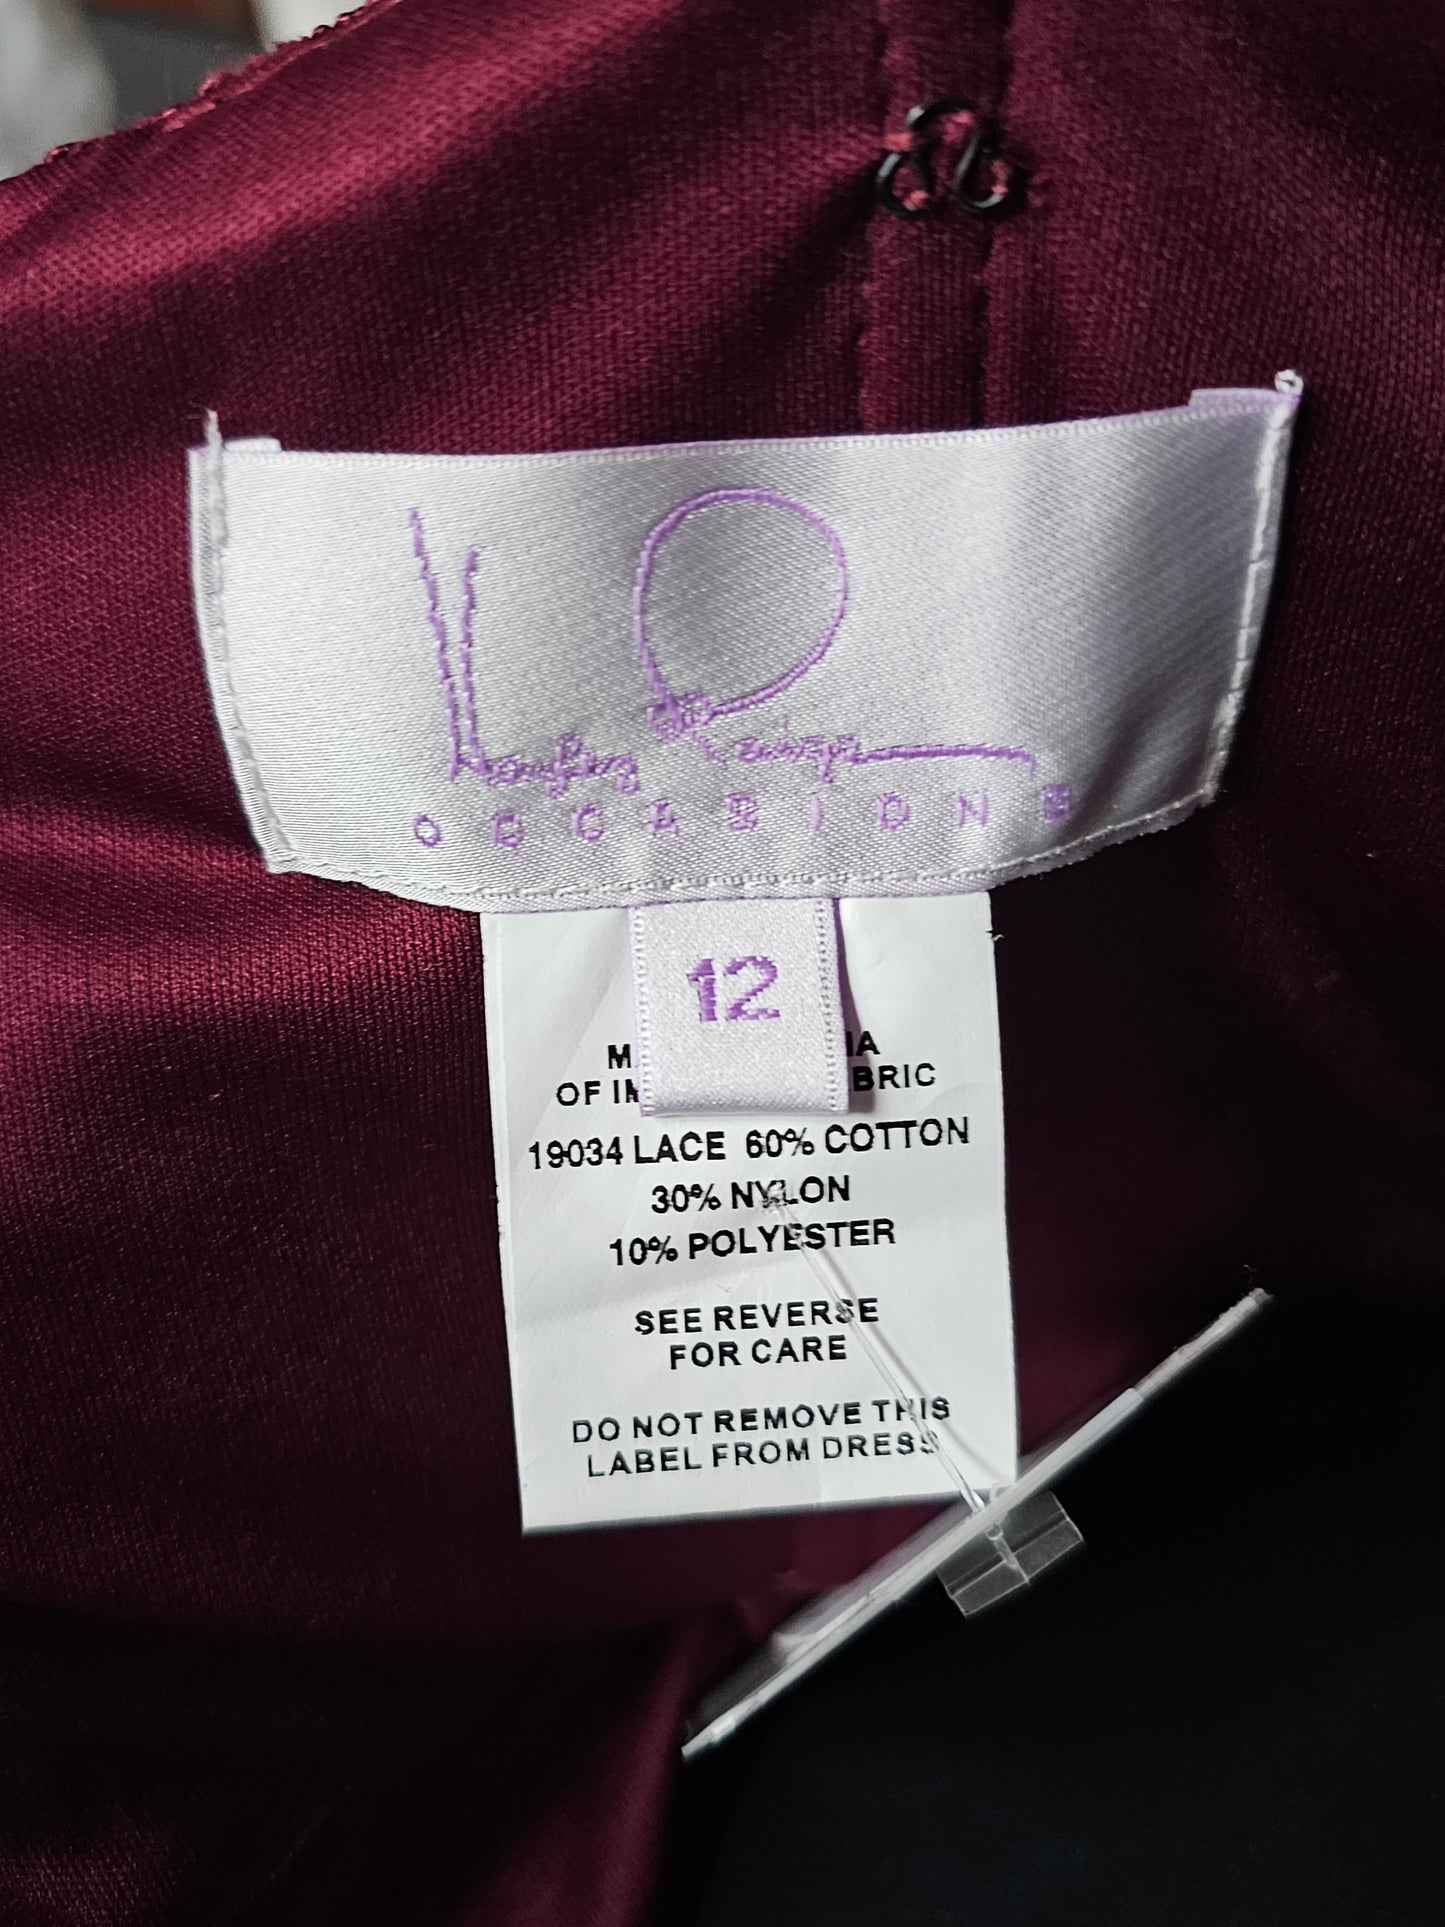 OCCASIONS
12
19034 LACE 60% COTTON
30% NYLON
10% POLYESTER
SEE REVERSE
FOR CARE
DO NOT REMOVE THIS
LABEL FROM DRESS